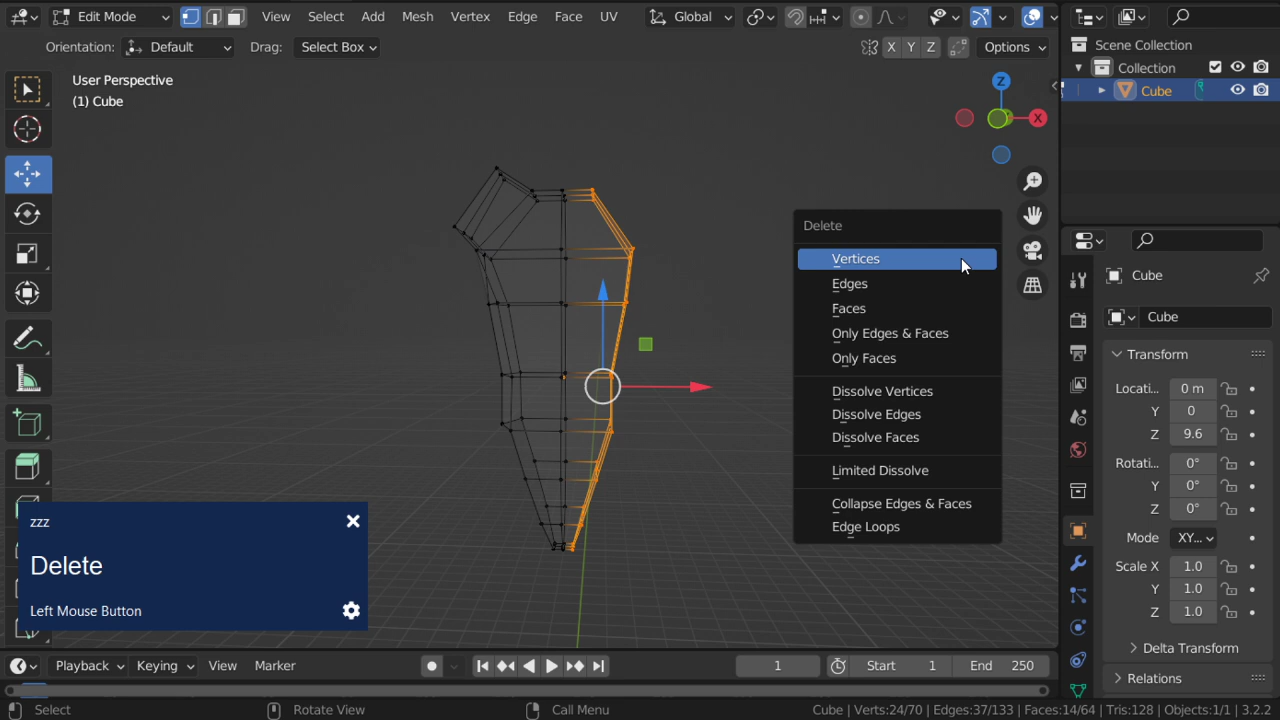 Edit Mode View Select Add Mesh Vertex Edge Face UV Global
Orientation: Default Drag: Select Box X Y Z Options
User Perspective
(1) Cube
Z
X
Scene Collection
Collection
Cube
Delete
Vertices
Edges
Faces
Only Edges & Faces
Only Faces
Dissolve Vertices
Dissolve Edges
Dissolve Faces
Limited Dissolve
Collapse Edges & Faces
Edge Loops
zzz
Delete
Left Mouse Button
Cube
Cube
Transform
Locati... 0 m
Y 0
Z 9.6
Rotati... 0°
Y 0°
Z 0°
Mode XY...
Scale X 1.0
Y 1.0
Z 1.0
Delta Transform
Relations
Playback Keying View Marker 1 Start 1 End 250
Select Rotate View Call Menu Cube | Verts:24/70 | Edges:37/133 | Faces:14/64 | Tris:128 | Objects:1/1 | 3.2.2